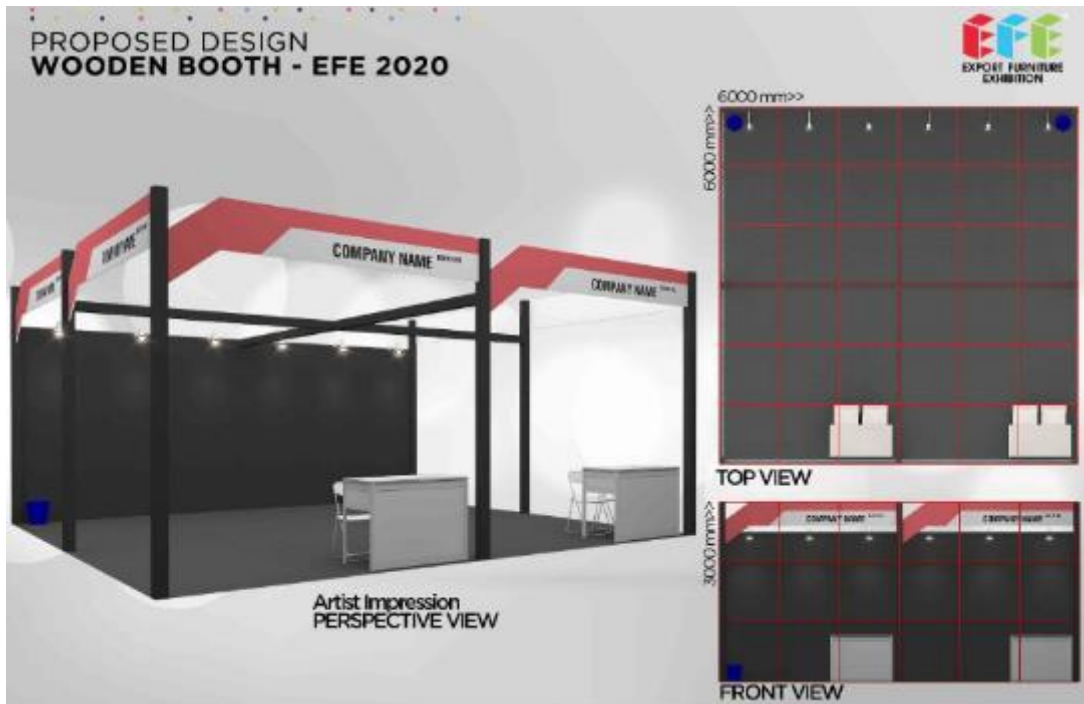 PROPOSED DESIGN
WOODEN BOOTH - EFE 2020
EFE
EXPORT FURNITURE
EXHIBITION
6000 mm>>
6000 mm>>
COMPANY NAME
COMPANY NAME
TOP VIEW
COMPANY NAME
COMPANY NAME
3000 mm>>
Artist Impression
PERSPECTIVE VIEW
FRONT VIEW